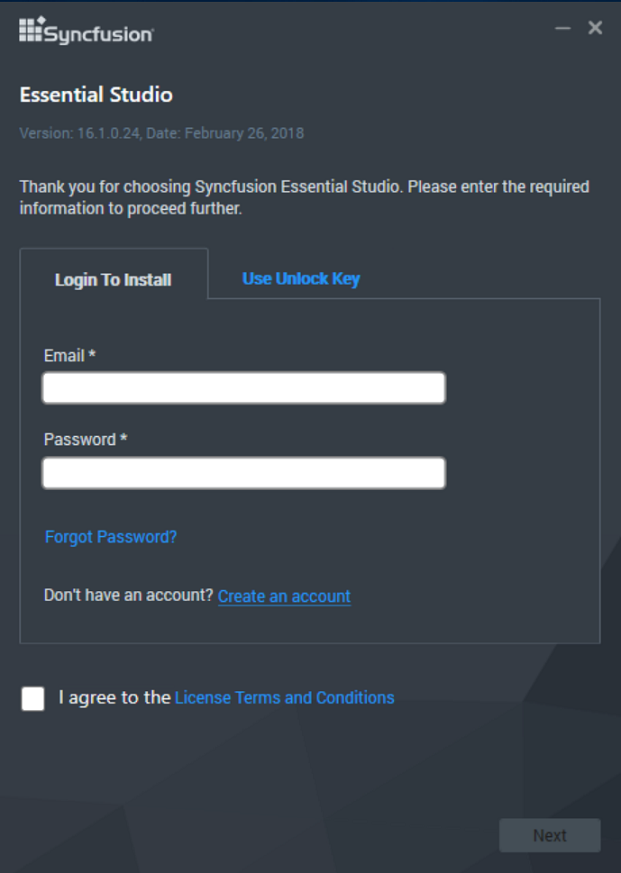 Syncfusion
Essential Studio
Version: 16.1.0.24, Date: February 26, 2018
Thank you for choosing Syncfusion Essential Studio. Please enter the required
information to proceed further.
Login To Install
Use Unlock Key
Email *
Password *
Forgot Password?
Don't have an account? Create an account
I agree to the License Terms and Conditions
Next